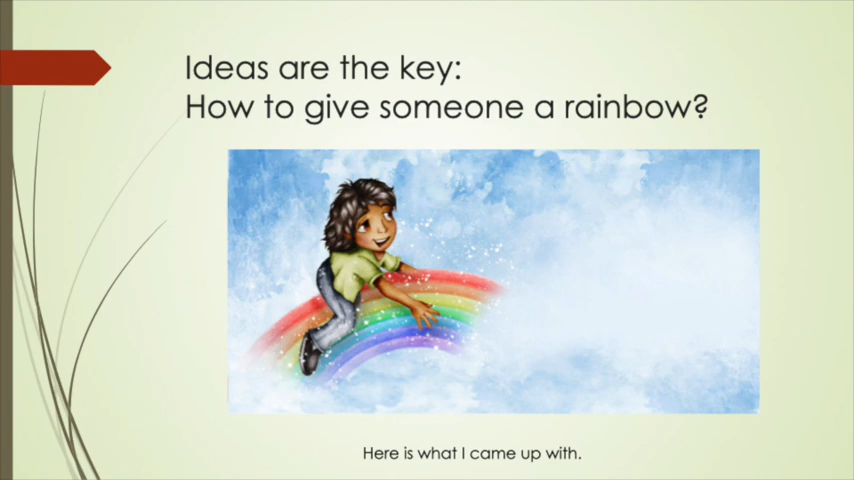 Ideas are the key:
How to give someone a rainbow?
Here is what I came up with.